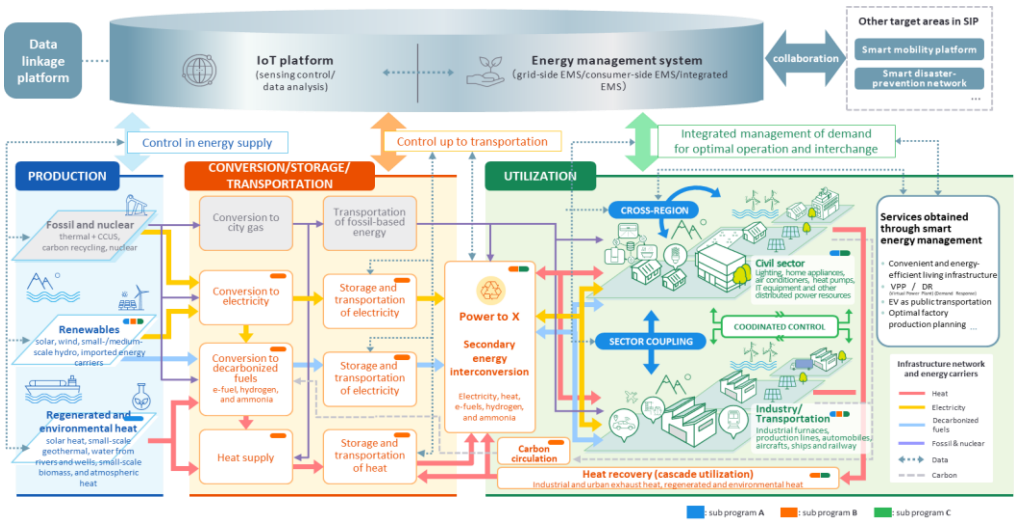 Data
linkage
platform
IoT platform
(sensing control/
data analysis)
Energy management system
(grid-side EMS/consumer-side EMS/integrated
EMS)
collaboration
Other target areas in SIP
Smart mobility platform
Smart disaster-
prevention network
...
Control in energy supply
Control up to transportation
Integrated management of demand
for optimal operation and interchange
PRODUCTION
CONVERSION/STORAGE/
TRANSPORTATION
UTILIZATION
Fossil and nuclear
thermal + CCUS,
carbon recycling, nuclear
Renewables
solar, wind, small-/medium-
scale hydro, imported energy
carriers
Regenerated and
environmental heat
solar heat, small-scale
geothermal, water from
rivers and wells, small-scale
biomass, and atmospheric
heat
Conversion to
city gas
Transportation
of fossil-based
energy
Conversion to
electricity
Storage and
transportation
of electricity
Conversion to
decarbonized
fuels
e-fuel, hydrogen,
and ammonia
Storage and
transportation
of electricity
Heat supply
Storage and
transportation
of heat
Power to X
Secondary
energy
interconversion
Electricity, heat,
e-fuels, hydrogen,
and ammonia
Carbon
circulation
Heat recovery (cascade utilization)
Industrial and urban exhaust heat, regenerated and environmental heat
CROSS-REGION
Civil sector
Lighting, home appliances,
air conditioners, heat pumps,
IT equipment and other
distributed power resources
SECTOR COUPLING
COODINATED CONTROL
Industry/
Transportation
Industrial furnaces,
production lines, automobiles,
aircrafts, ships and railway
Services obtained
through smart
energy management
• Convenient and energy-
efficient living infrastructure
• VPP / DR
(Virtual Power Plant) (Demand Response)
• EV as public transportation
• Optimal factory
production planning ...
Infrastructure network
and energy carriers
Heat
Electricity
Decarbonized
fuels
Fossil & nuclear
Data
Carbon
: sub program A
: sub program B
: sub program C